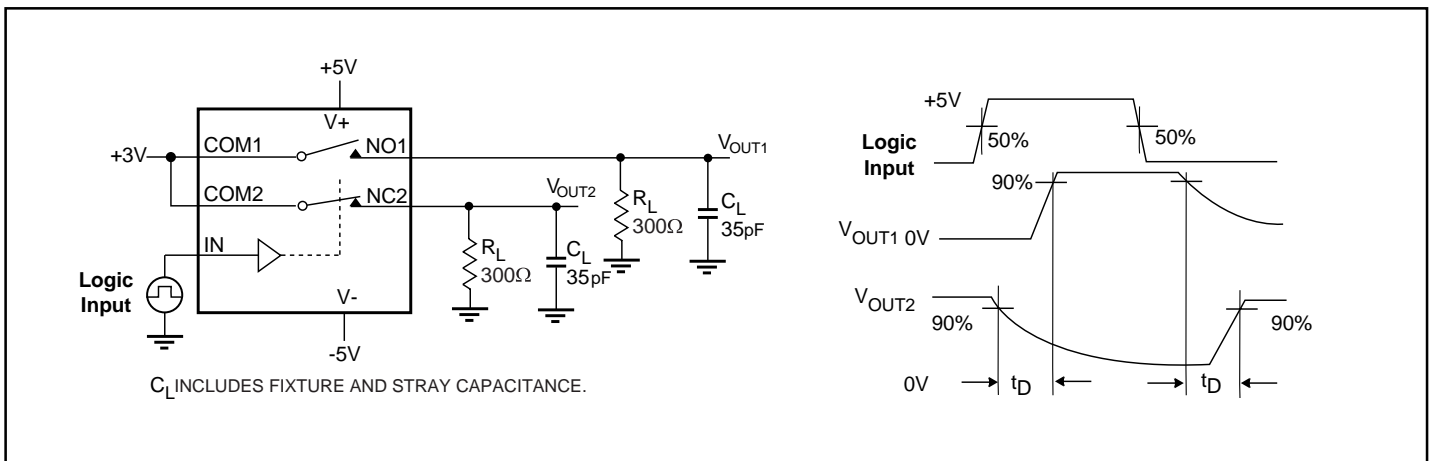 +5V
V+
+3V
COM1
NO1
VOUT1
COM2
NC2
VOUT2
RL
300Ω
CL
35pF
IN
RL
300Ω
CL
35pF
Logic
Input
V-
-5V
CL INCLUDES FIXTURE AND STRAY CAPACITANCE.
+5V
Logic
Input
50%
50%
90%
VOUT1 0V
VOUT2
90%
90%
0V
tD
tD